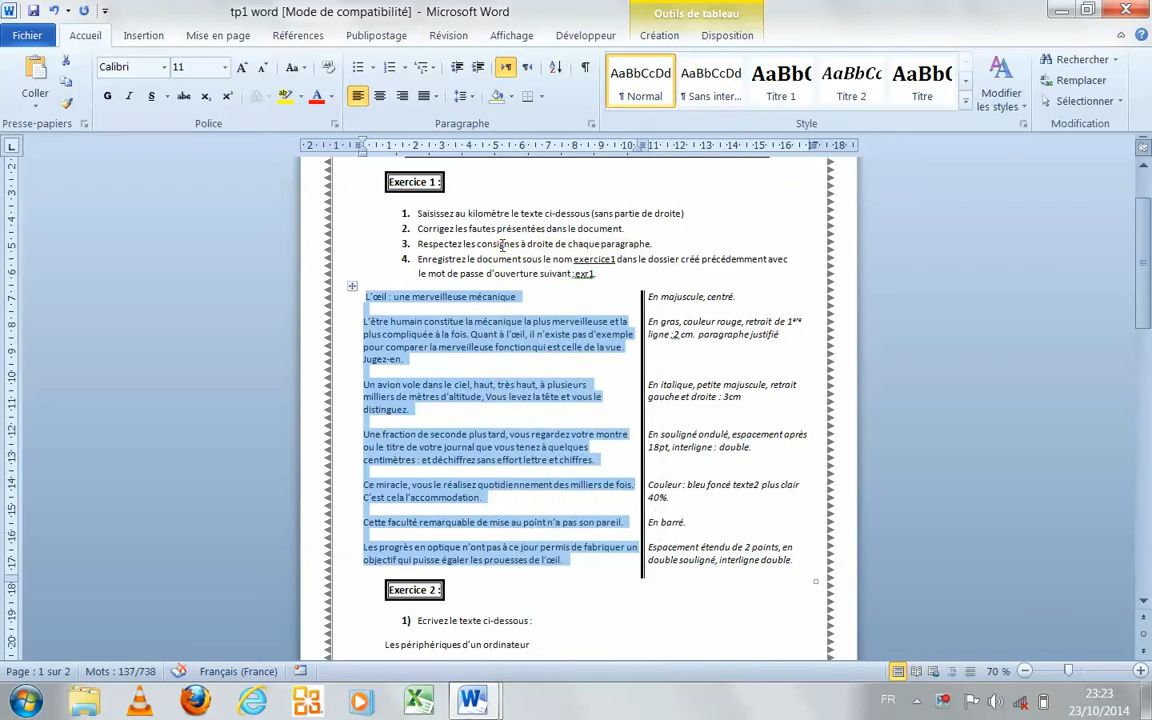 tp1 word [Mode de compatibilité] - Microsoft Word
Outils de tableau
Fichier Accueil Insertion Mise en page Références Publipostage Révision Affichage Développeur Création Disposition
Coller
Calibri 11
AaBbCcDd AaBbCcDd AaBbC AaBbCc AaBbC
¶ Normal ¶ Sans inter... Titre 1 Titre 2 Titre
Modifier les styles
Rechercher
Remplacer
Sélectionner
Presse-papiers Police Paragraphe Style Modification
Exercice 1 :
1. Saisissez au kilomètre le texte ci-dessous (sans partie de droite)
2. Corrigez les fautes présentées dans le document.
3. Respectez les consignes à droite de chaque paragraphe.
4. Enregistrez le document sous le nom exercice1 dans le dossier créé précédemment avec
le mot de passe d'ouverture suivant :exr1.
L'œil : une merveilleuse mécanique
En majuscule, centré.
L'être humain constitue la mécanique la plus merveilleuse et la
plus compliquée à la fois. Quant à l'œil, il n'existe pas d'exemple
pour comparer la merveilleuse fonction qui est celle de la vue.
Jugez-en.
En gras, couleur rouge, retrait de 1ère
ligne :2 cm. paragraphe justifié
Un avion vole dans le ciel, haut, très haut, à plusieurs
milliers de mètres d'altitude, Vous levez la tête et vous le
distinguez.
En italique, petite majuscule, retrait
gauche et droite : 3cm
Une fraction de seconde plus tard, vous regardez votre montre
ou le titre de votre journal que vous tenez à quelques
centimètres : et déchiffrez sans effort lettre et chiffres.
En souligné ondulé, espacement après
18pt, interligne : double.
Ce miracle, vous le réalisez quotidiennement des milliers de fois.
C'est cela l'accommodation.
Couleur : bleu foncé texte2 plus clair
40%.
Cette faculté remarquable de mise au point n'a pas son pareil.
En barré.
Les progrès en optique n'ont pas à ce jour permis de fabriquer un
objectif qui puisse égaler les prouesses de l'œil.
Espacement étendu de 2 points, en
double souligné, interligne double.
Exercice 2 :
1) Ecrivez le texte ci-dessous :
Les périphériques d'un ordinateur
Page : 1 sur 2 Mots : 137/738 Français (France) 70 %
FR
23:23
23/10/2014